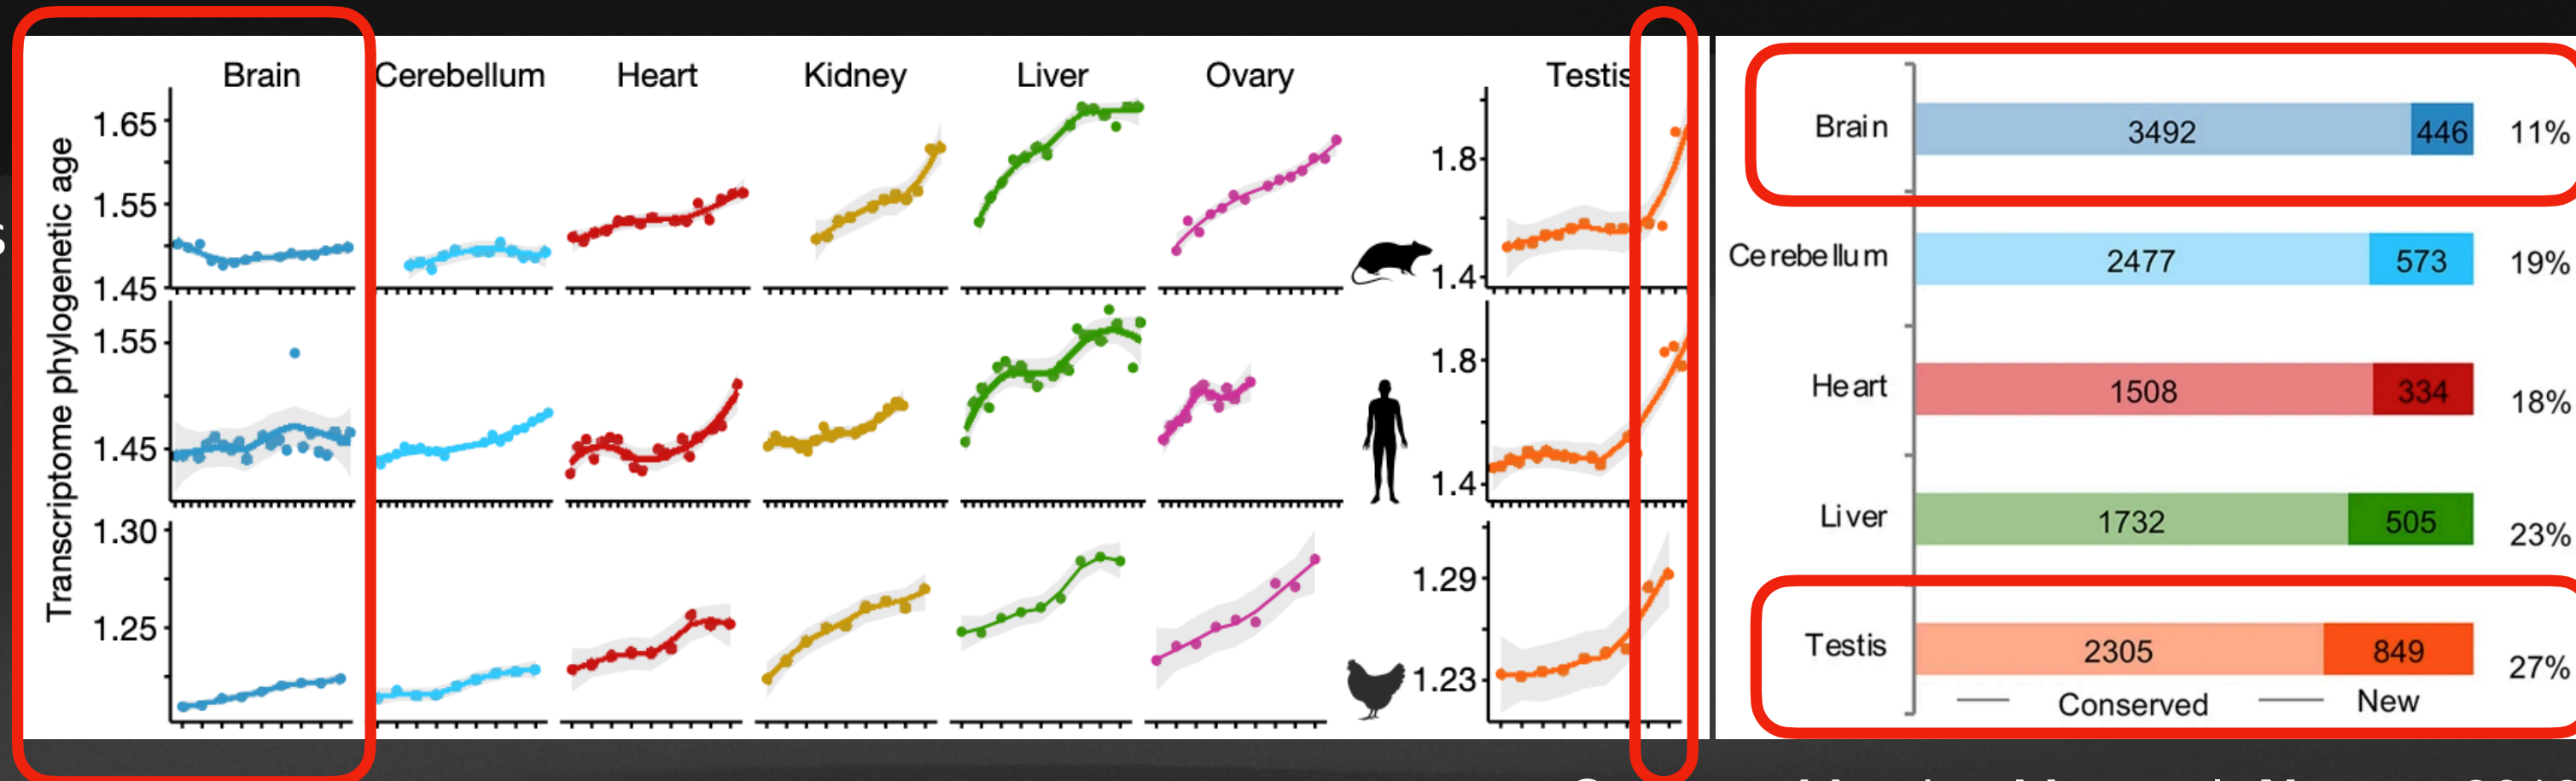 Brain Cerebellum Heart Kidney Liver Ovary Testis
Transcriptome phylogenetic age
1.65
1.55
1.45
1.8
1.4
1.55
1.45
1.8
1.4
1.30
1.25
1.29
1.23
Brain 3492 446 11%
Cerebellum 2477 573 19%
Heart 1508 334 18%
Liver 1732 505 23%
Testis 2305 849 27%
Conserved New